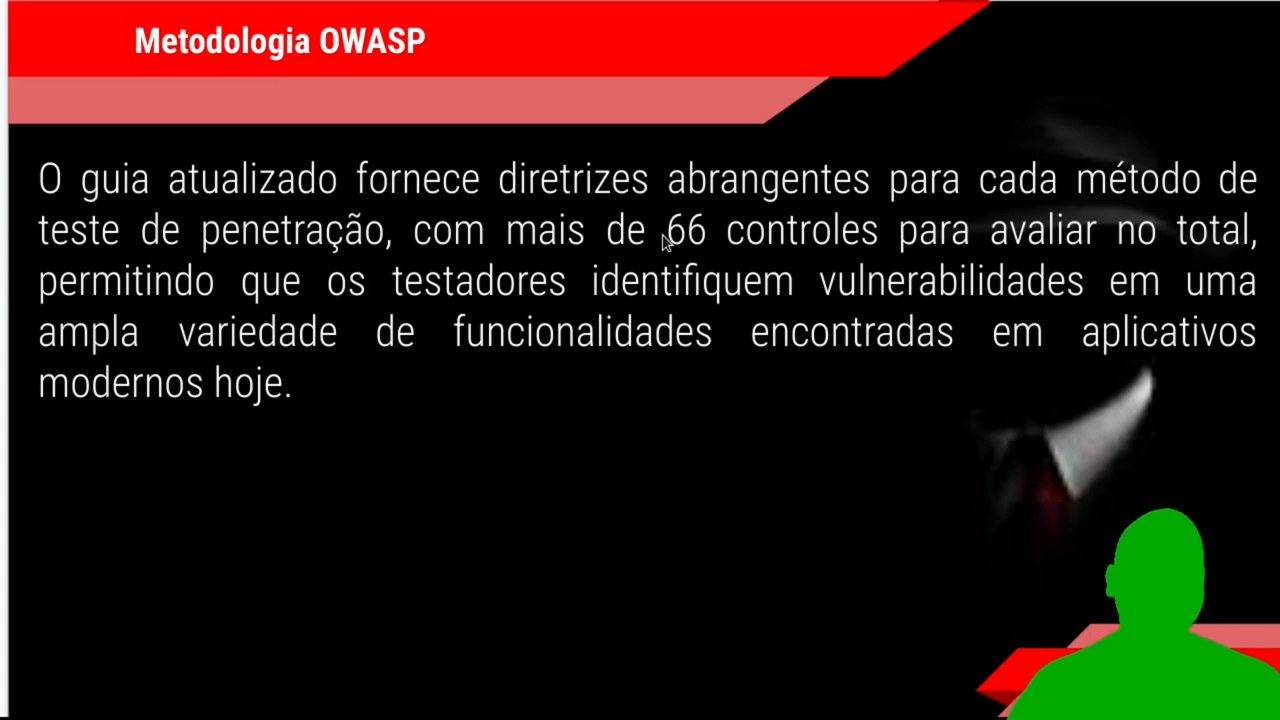 Metodologia OWASP
O guia atualizado fornece diretrizes abrangentes para cada método de
teste de penetração, com mais de 66 controles para avaliar no total,
permitindo que os testadores identifiquem vulnerabilidades em uma
ampla variedade de funcionalidades encontradas em aplicativos
modernos hoje.